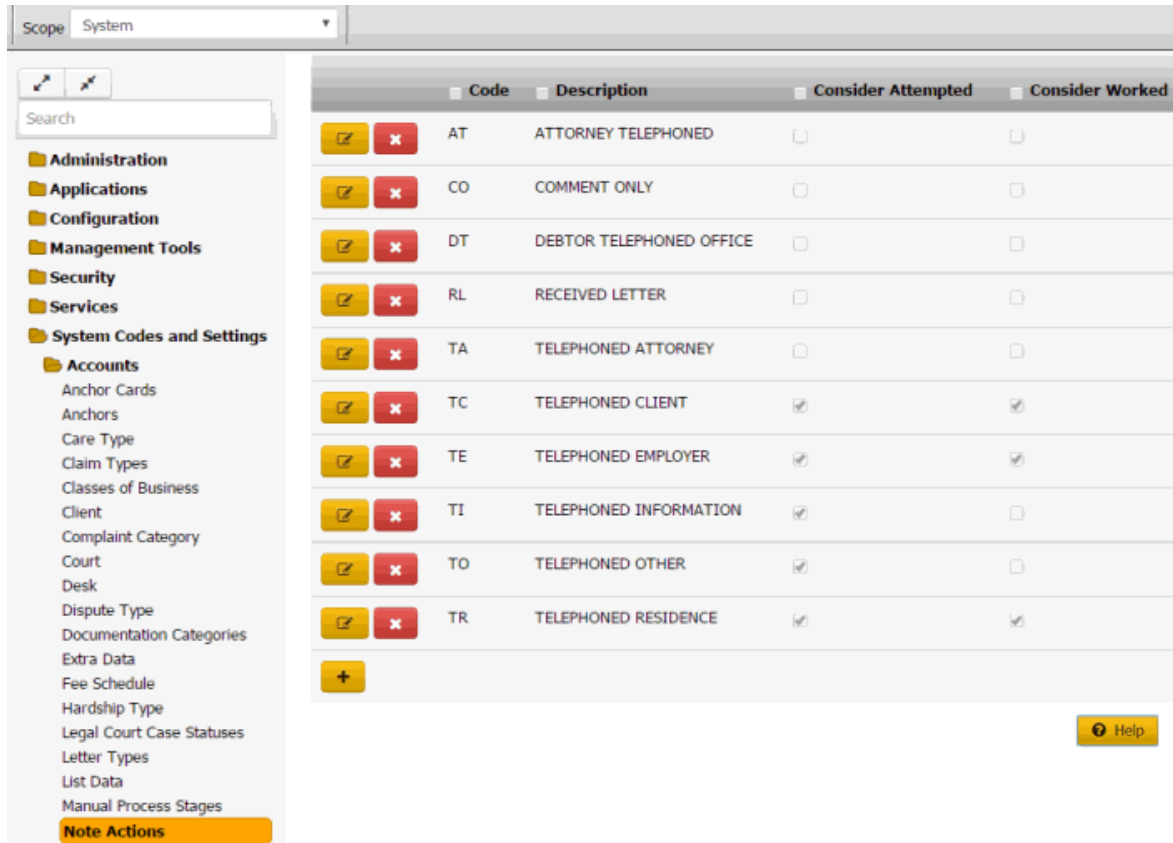 Scope System
Search
Administration
Applications
Configuration
Management Tools
Security
Services
System Codes and Settings
Accounts
Anchor Cards
Anchors
Care Type
Claim Types
Classes of Business
Client
Complaint Category
Court
Desk
Dispute Type
Documentation Categories
Extra Data
Fee Schedule
Hardship Type
Legal Court Case Statuses
Letter Types
List Data
Manual Process Stages
Note Actions
Code Description Consider Attempted Consider Worked
AT ATTORNEY TELEPHONED
CO COMMENT ONLY
DT DEBTOR TELEPHONED OFFICE
RL RECEIVED LETTER
TA TELEPHONED ATTORNEY
TC TELEPHONED CLIENT
TE TELEPHONED EMPLOYER
TI TELEPHONED INFORMATION
TO TELEPHONED OTHER
TR TELEPHONED RESIDENCE
Help